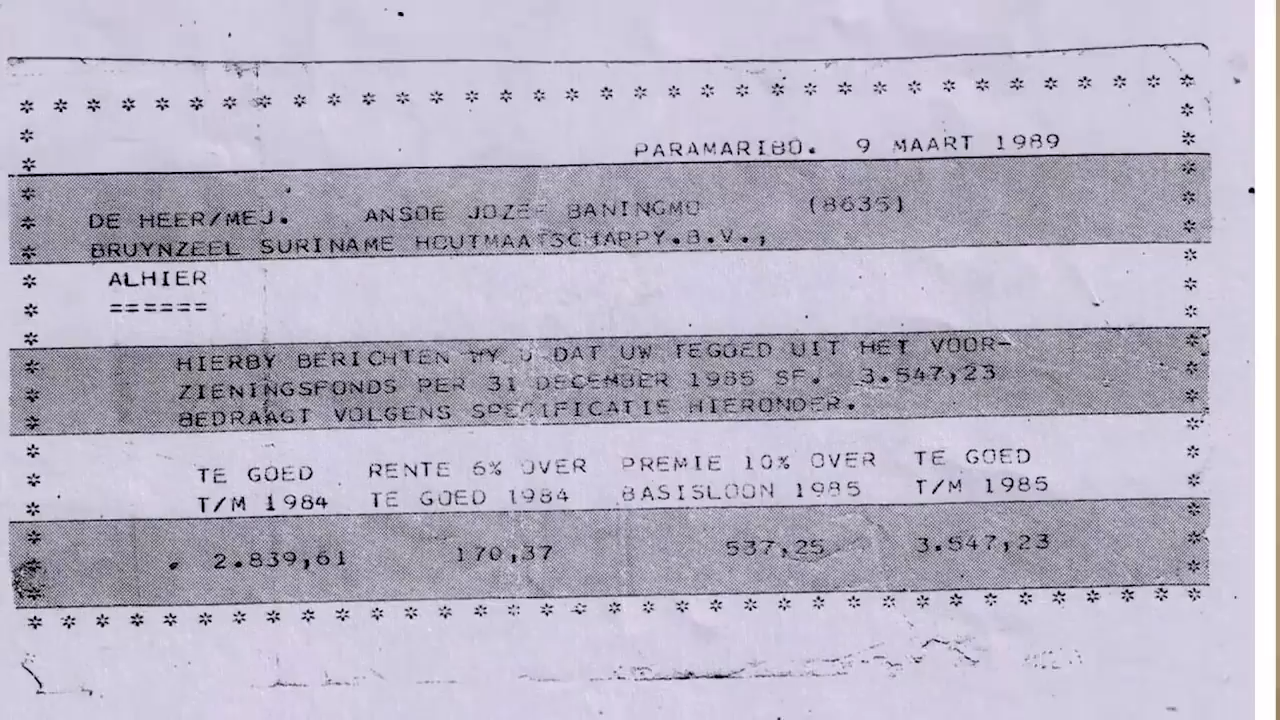 PARAMARIBO. 9 MAART 1989
DE HEER/MEJ. ANSOE JOZEF BANINGMO (8635)
BRUYNZEEL SURINAME HOUTMAATSCHAPPY.B.V.,
ALHIER
======
HIERBY BERICHTEN WY U DAT UW TEGOED UIT HET VOOR-
ZIENINGSFONDS PER 31 DECEMBER 1985 SF. 3.547,23
BEDRAAGT VOLGENS SPECIFICATIE HIERONDER.
TE GOED RENTE 6% OVER PREMIE 10% OVER TE GOED
T/M 1984 TE GOED 1984 BASISLOON 1985 T/M 1985
2.839,61 170,37 537,25 3.547,23